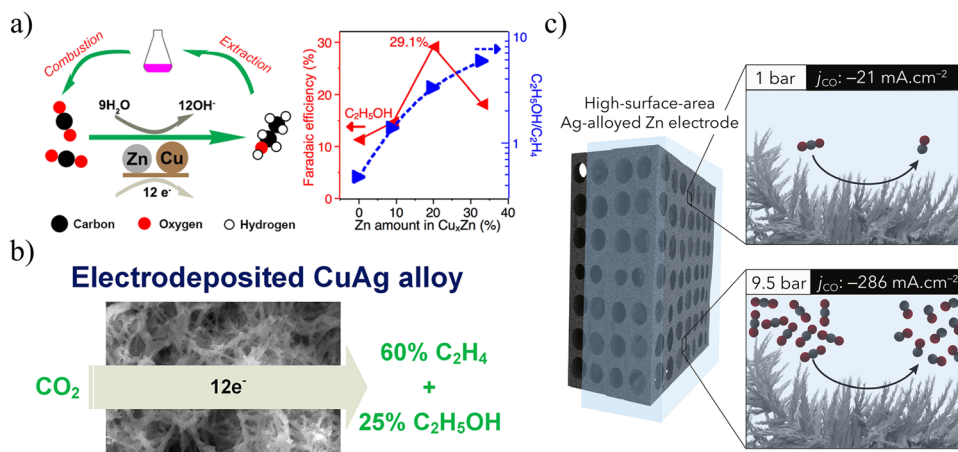 a)
Combustion
Extraction
9H₂O
12OH⁻
Zn
Cu
12 e⁻
Carbon
Oxygen
Hydrogen
Faradaic efficiency (%)
30
25
20
15
10
5
0
29.1%
C₂H₅OH
10
1
C₂H₅OH/C₂H₄
0
10
20
30
40
Zn amount in CuₓZn (%)
b)
Electrodeposited CuAg alloy
CO₂
12e⁻
60% C₂H₄
+
25% C₂H₅OH
c)
High-surface-area
Ag-alloyed Zn electrode
1 bar
jCO: –21 mA.cm⁻²
9.5 bar
jCO: –286 mA.cm⁻²